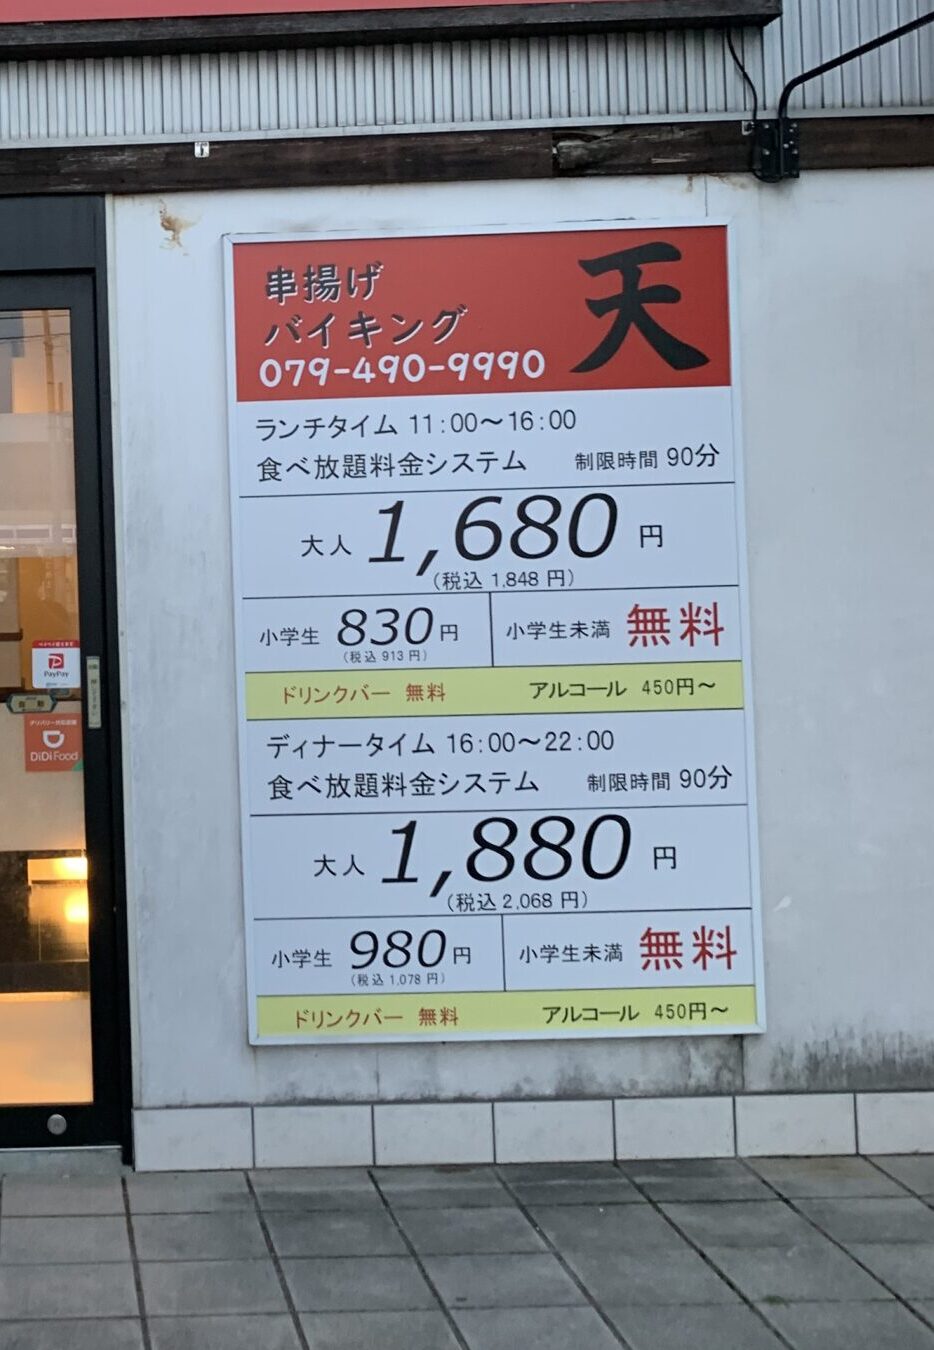 串揚げ
バイキング
天
079-490-9990
ランチタイム 11:00〜16:00
食べ放題料金システム 制限時間 90分
大人 1,680 円
(税込 1,848 円)
小学生 830 円
(税込 913 円)
小学生未満 無料
ドリンクバー 無料 アルコール 450円〜
ディナータイム 16:00〜22:00
食べ放題料金システム 制限時間 90分
大人 1,880 円
(税込 2,068 円)
小学生 980 円
(税込 1,078 円)
小学生未満 無料
ドリンクバー 無料 アルコール 450円〜
PayPay
自動
DiDi Food